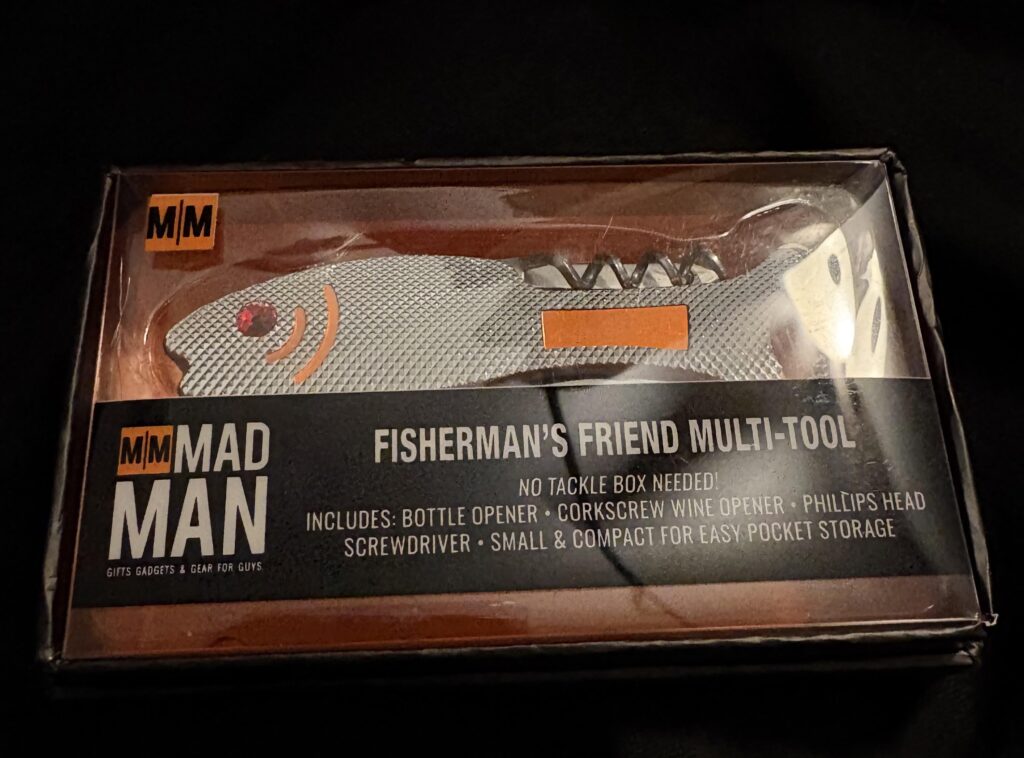 M|M
M|M MAD
MAN
GIFTS GADGETS & GEAR FOR GUYS
FISHERMAN'S FRIEND MULTI-TOOL
NO TACKLE BOX NEEDED!
INCLUDES: BOTTLE OPENER • CORKSCREW WINE OPENER • PHILLIPS HEAD
SCREWDRIVER • SMALL & COMPACT FOR EASY POCKET STORAGE